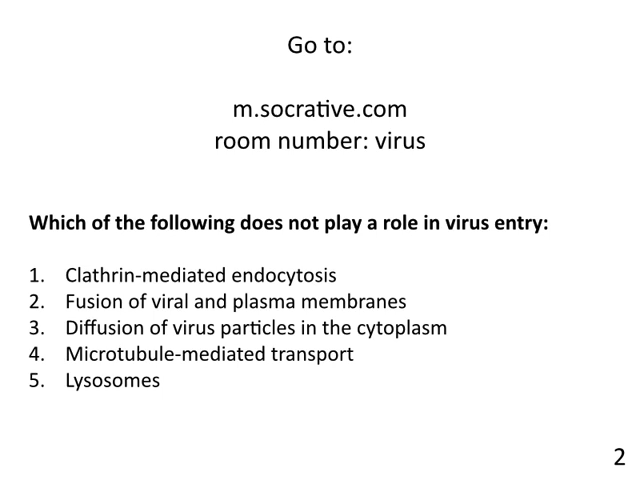 Go to:
m.socrative.com
room number: virus
Which of the following does not play a role in virus entry:
1. Clathrin-mediated endocytosis
2. Fusion of viral and plasma membranes
3. Diffusion of virus particles in the cytoplasm
4. Microtubule-mediated transport
5. Lysosomes
2